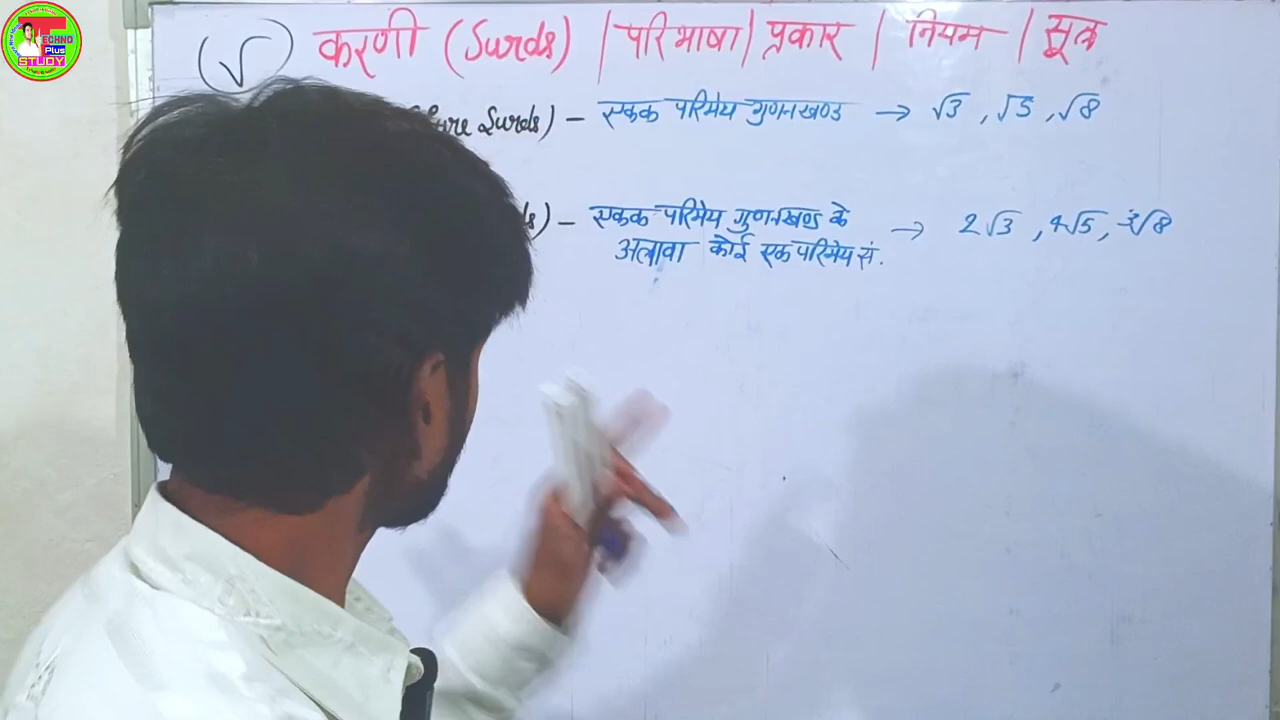 TECHNO
Plus
STUDY
(√) करणी (Surds) | परिभाषा | प्रकार | नियम | सूत्र
Pure Surds) - एकक परिमेय गुणनखण्ड → √3 , √5 , √8
s) - एकक परिमेय गुणनखण्ड के → 2√3 , 4√5 ,
अलावा कोई एक परिमेय सं.